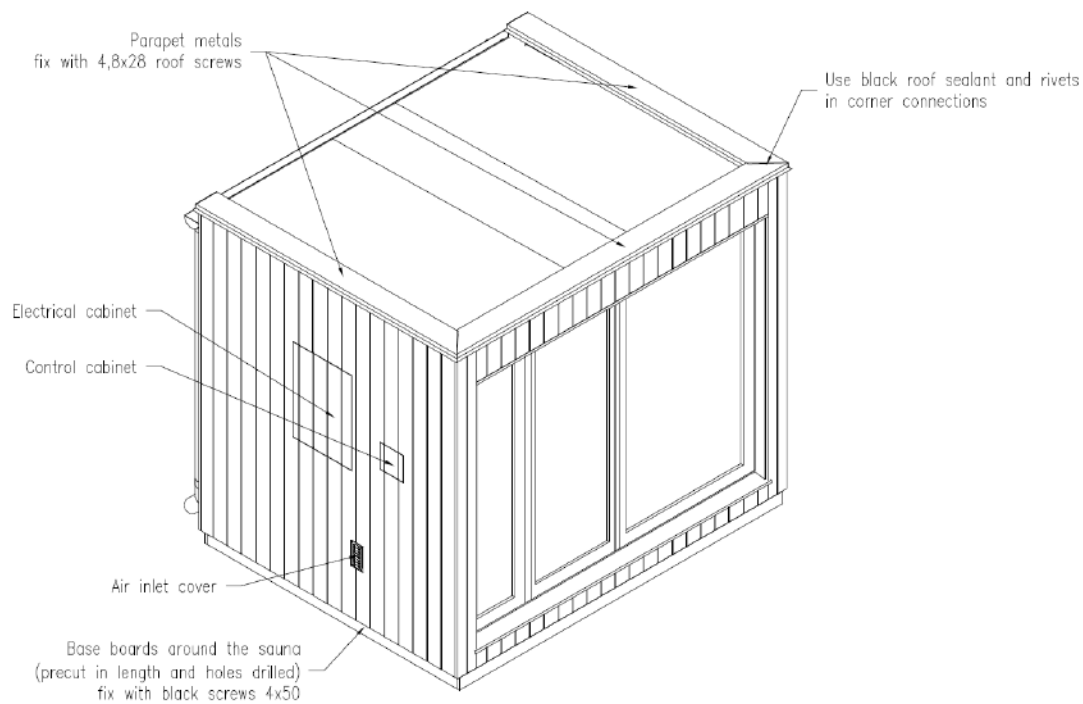 Parapet metals
fix with 4,8x28 roof screws
Use black roof sealant and rivets
in corner connections
Electrical cabinet
Control cabinet
Air inlet cover
Base boards around the sauna
(precut in length and holes drilled)
fix with black screws 4x50